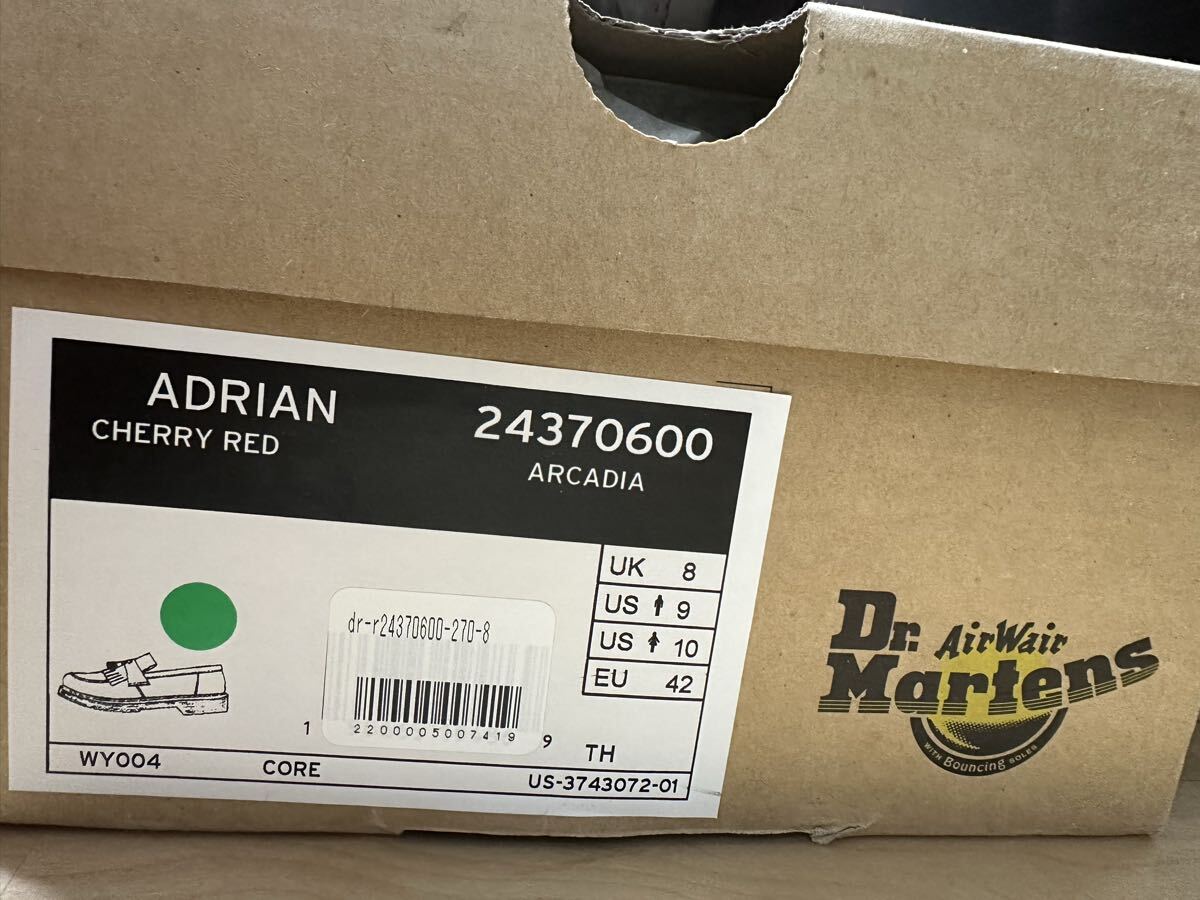 ADRIAN
CHERRY RED
24370600
ARCADIA
UK 8
US 9
US 10
EU 42
dr-r24370600-270-8
2200005007419
1
9
TH
WY004
CORE
US-3743072-01
Dr. AirWair
Martens
WITH Bouncing SOLES